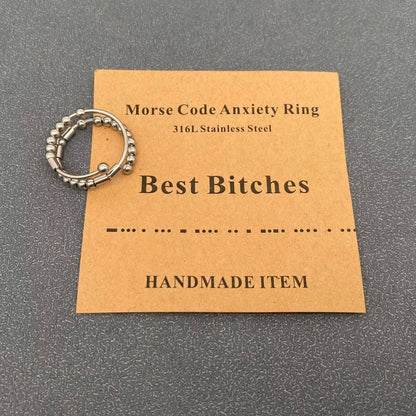 Morse Code Anxiety Ring
316L Stainless Steel
Best Bitches
HANDMADE ITEM